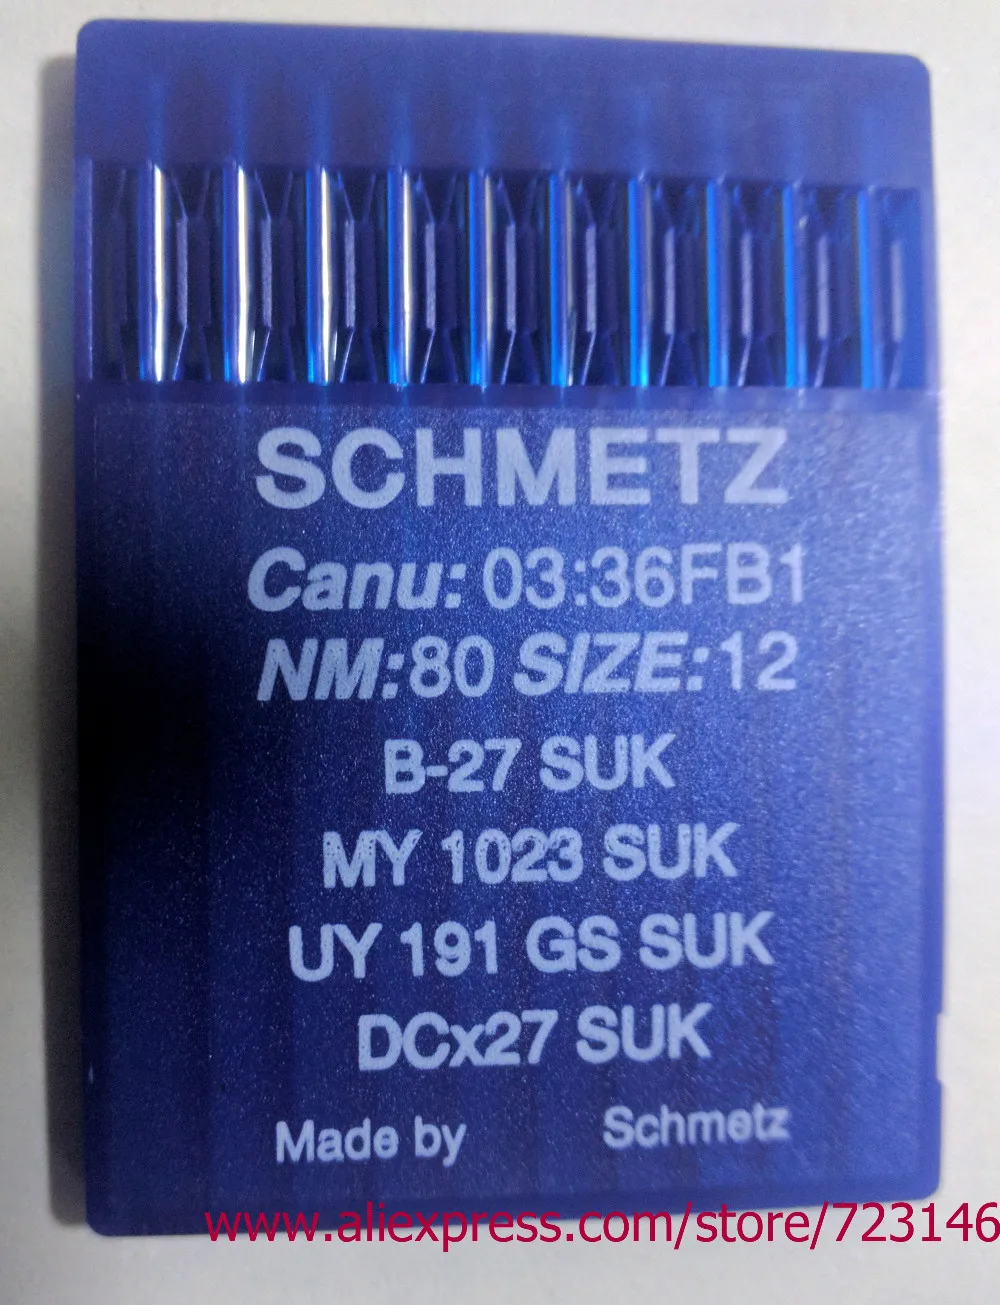 SCHMETZ
Canu: 03:36FB1
NM:80 SIZE:12
B-27 SUK
MY 1023 SUK
UY 191 GS SUK
DCx27 SUK
Made by Schmetz
www.aliexpress.com/store/723146